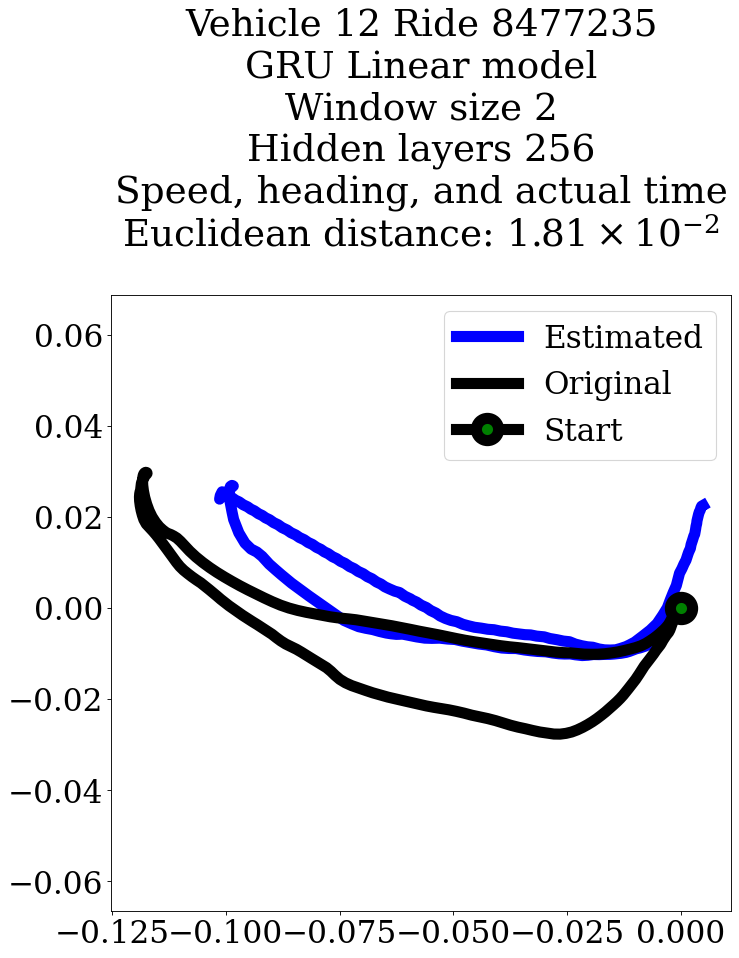 Vehicle 12 Ride 8477235
GRU Linear model
Window size 2
Hidden layers 256
Speed, heading, and actual time
Euclidean distance: 1.81 × 10⁻²
Estimated
Original
Start
0.06
0.04
0.02
0.00
−0.02
−0.04
−0.06
−0.125 −0.100 −0.075 −0.050 −0.025 0.000